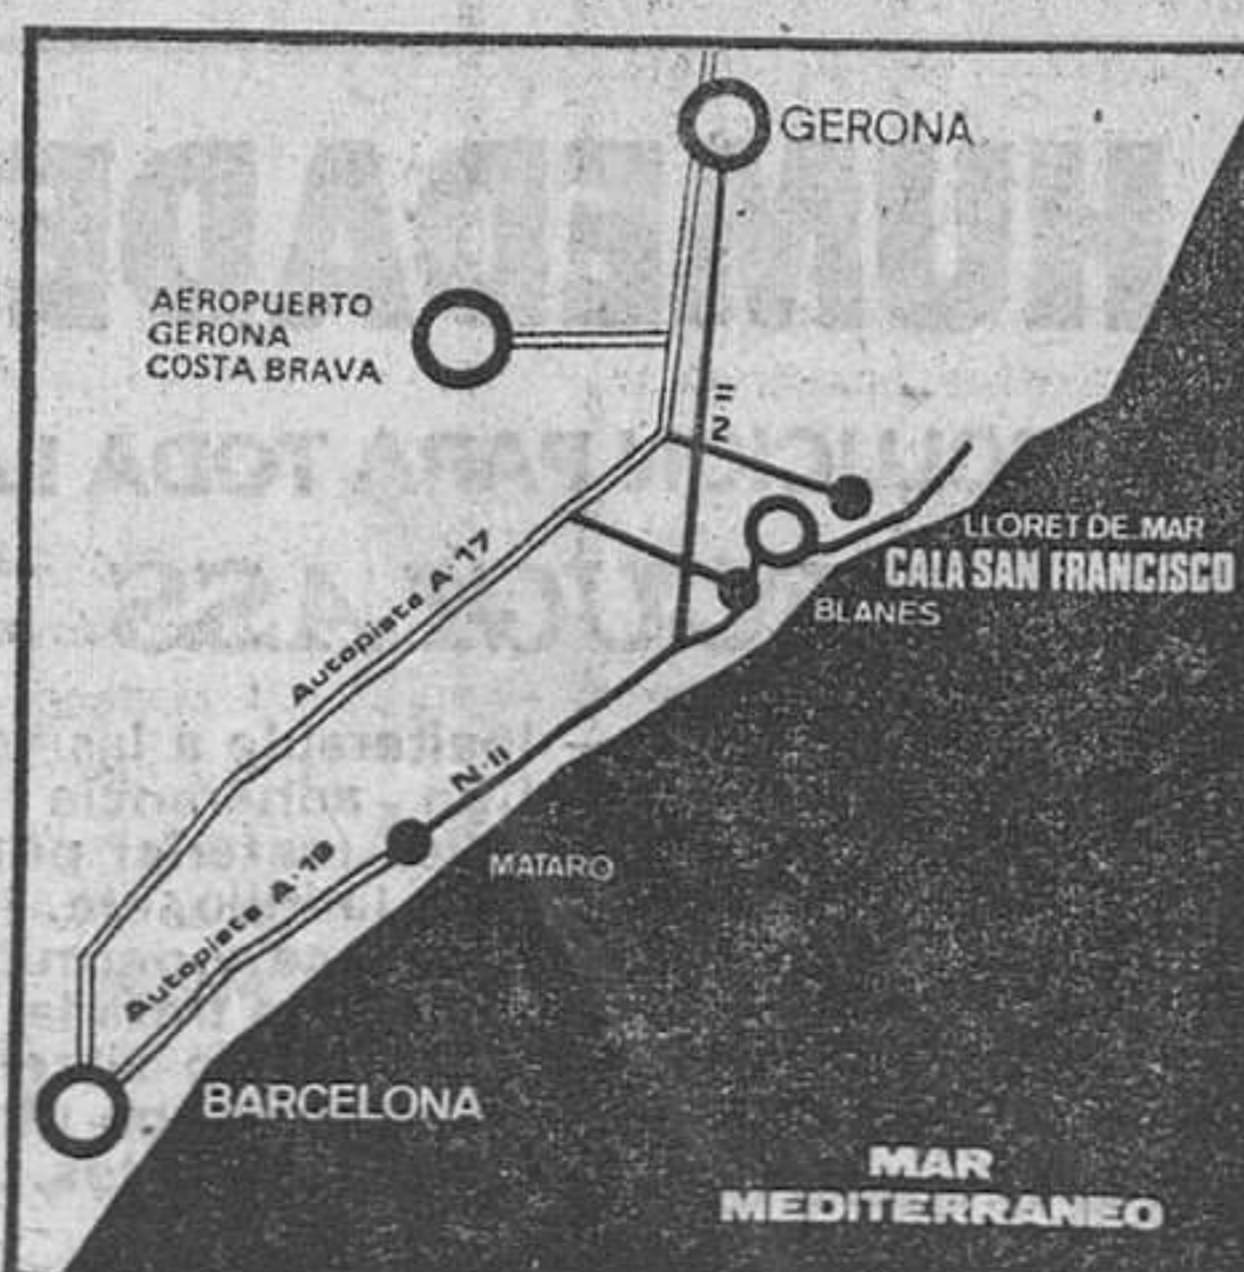 GERONA
AEROPUERTO
GERONA
COSTA BRAVA
N-II
LLORET DE MAR
CALA SAN FRANCISCO
BLANES
Autopista A-17
N-II
MATARO
Autopista A-19
BARCELONA
MAR
MEDITERRANEO